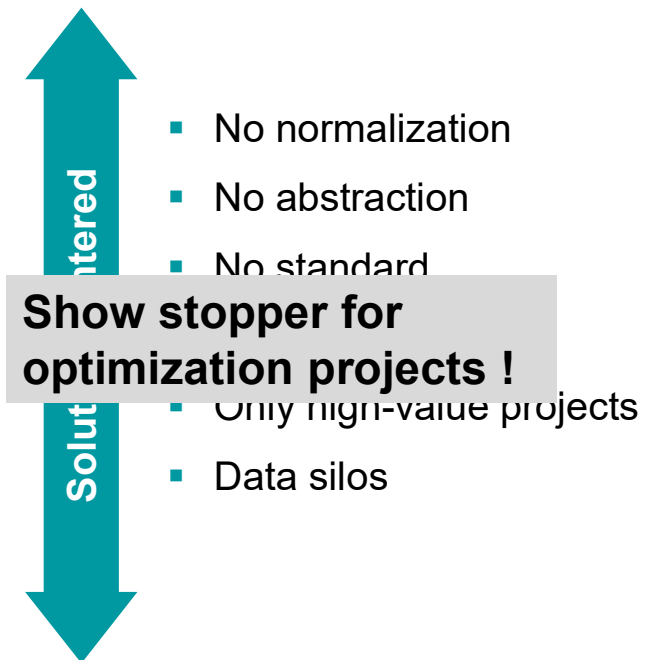 No normalization
No abstraction
No standard
Show stopper for
optimization projects !
Only high-value projects
Data silos